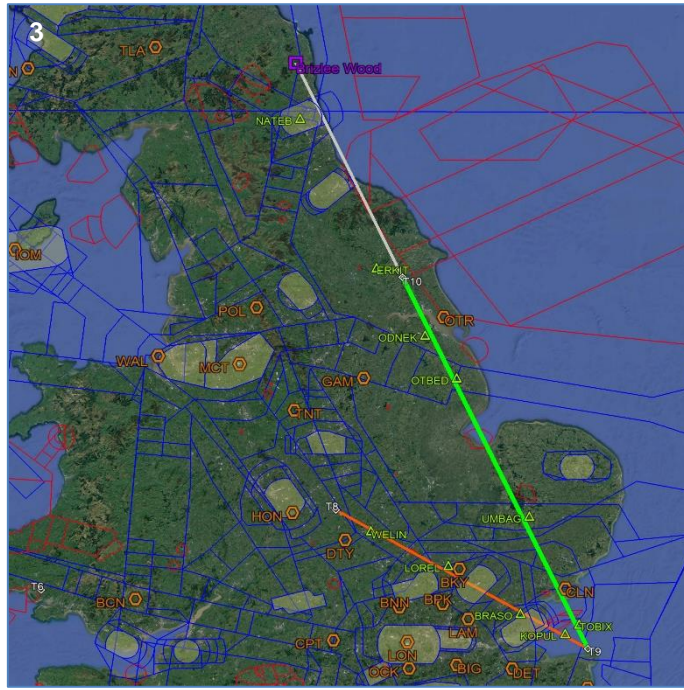 3
TLA
N
Brizlee Wood
NATEB
IOM
ERKIT
T10
POL
OTR
ODNEK
WAL
MCT
GAM
OTBED
TNT
T8
HON
UMBAG
WELIN
DTY
LOREL
BKY
T6
BCN
CLN
BNN
BPK
BRASO
LAM
TOBIX
KOPUL
CPT
LON
T9
OCK
BIG
DET